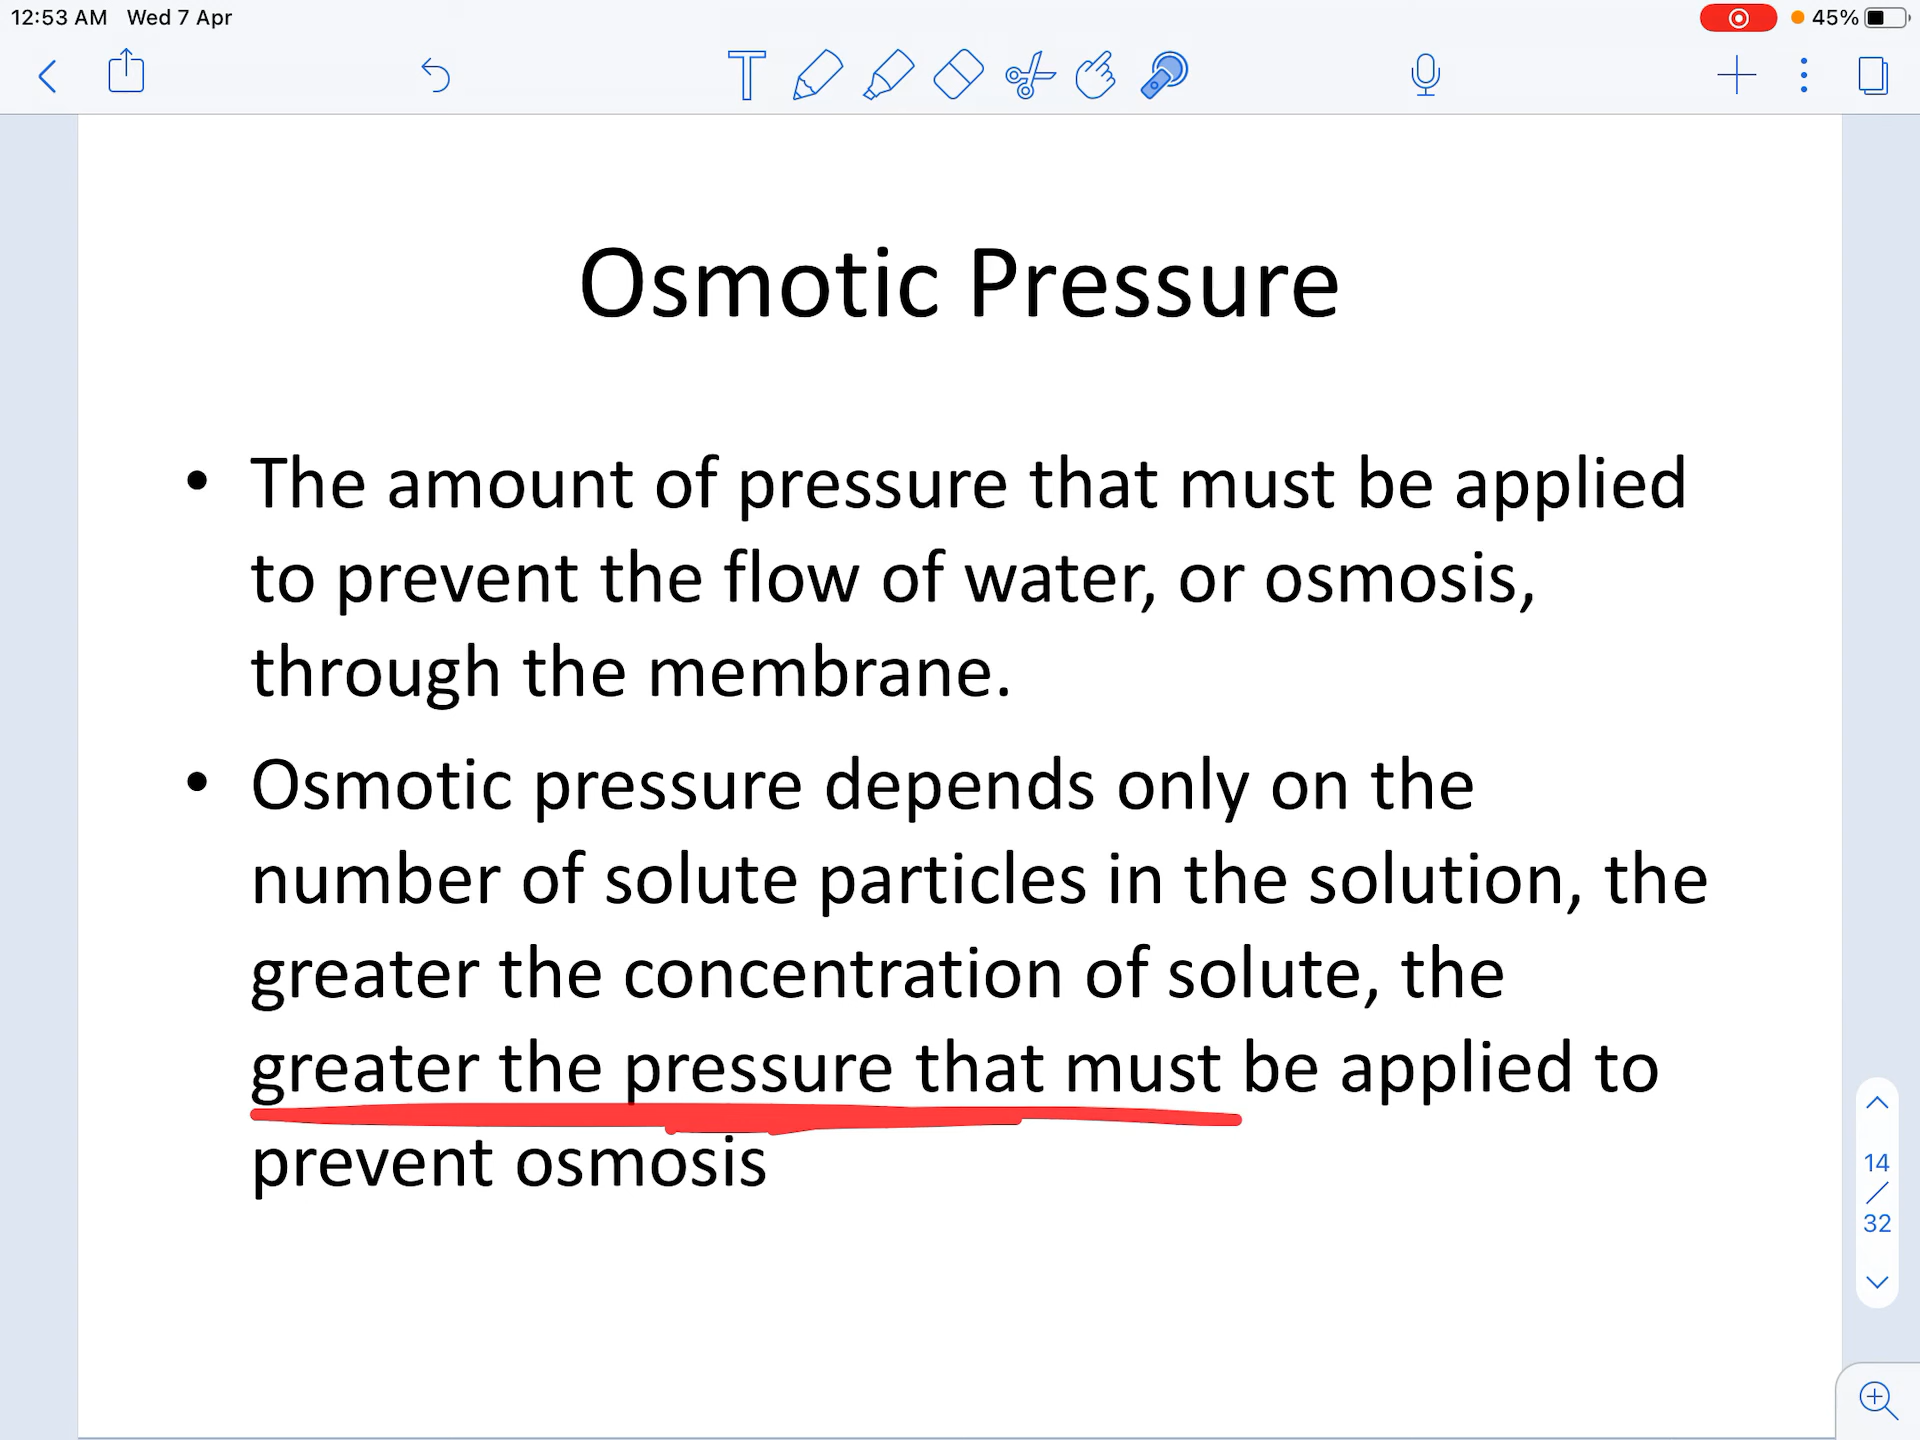 12:53 AM Wed 7 Apr
45%
T
Osmotic Pressure
• The amount of pressure that must be applied
to prevent the flow of water, or osmosis,
through the membrane.
• Osmotic pressure depends only on the
number of solute particles in the solution, the
greater the concentration of solute, the
greater the pressure that must be applied to
prevent osmosis
14
/
32